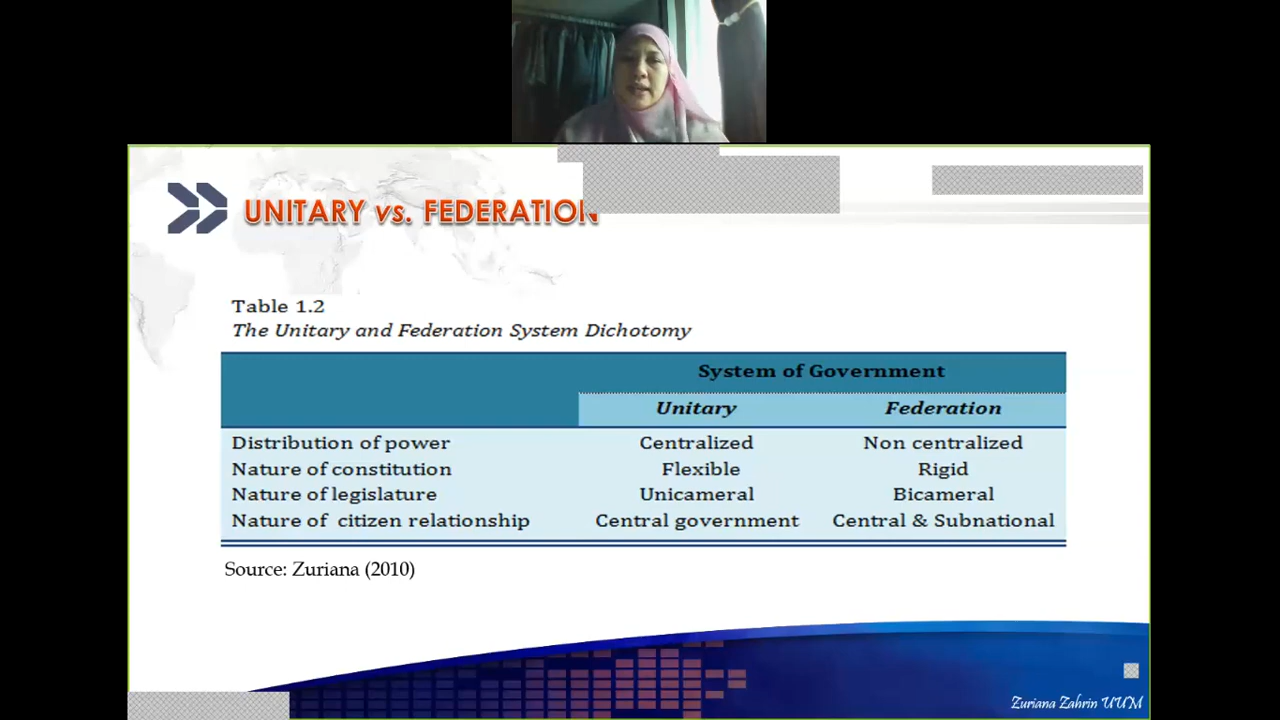 UNITARY vs. FEDERATION
Table 1.2
The Unitary and Federation System Dichotomy
System of Government
Unitary Federation
Distribution of power Centralized Non centralized
Nature of constitution Flexible Rigid
Nature of legislature Unicameral Bicameral
Nature of citizen relationship Central government Central & Subnational
Source: Zuriana (2010)
Zuriana Zahrin UUM